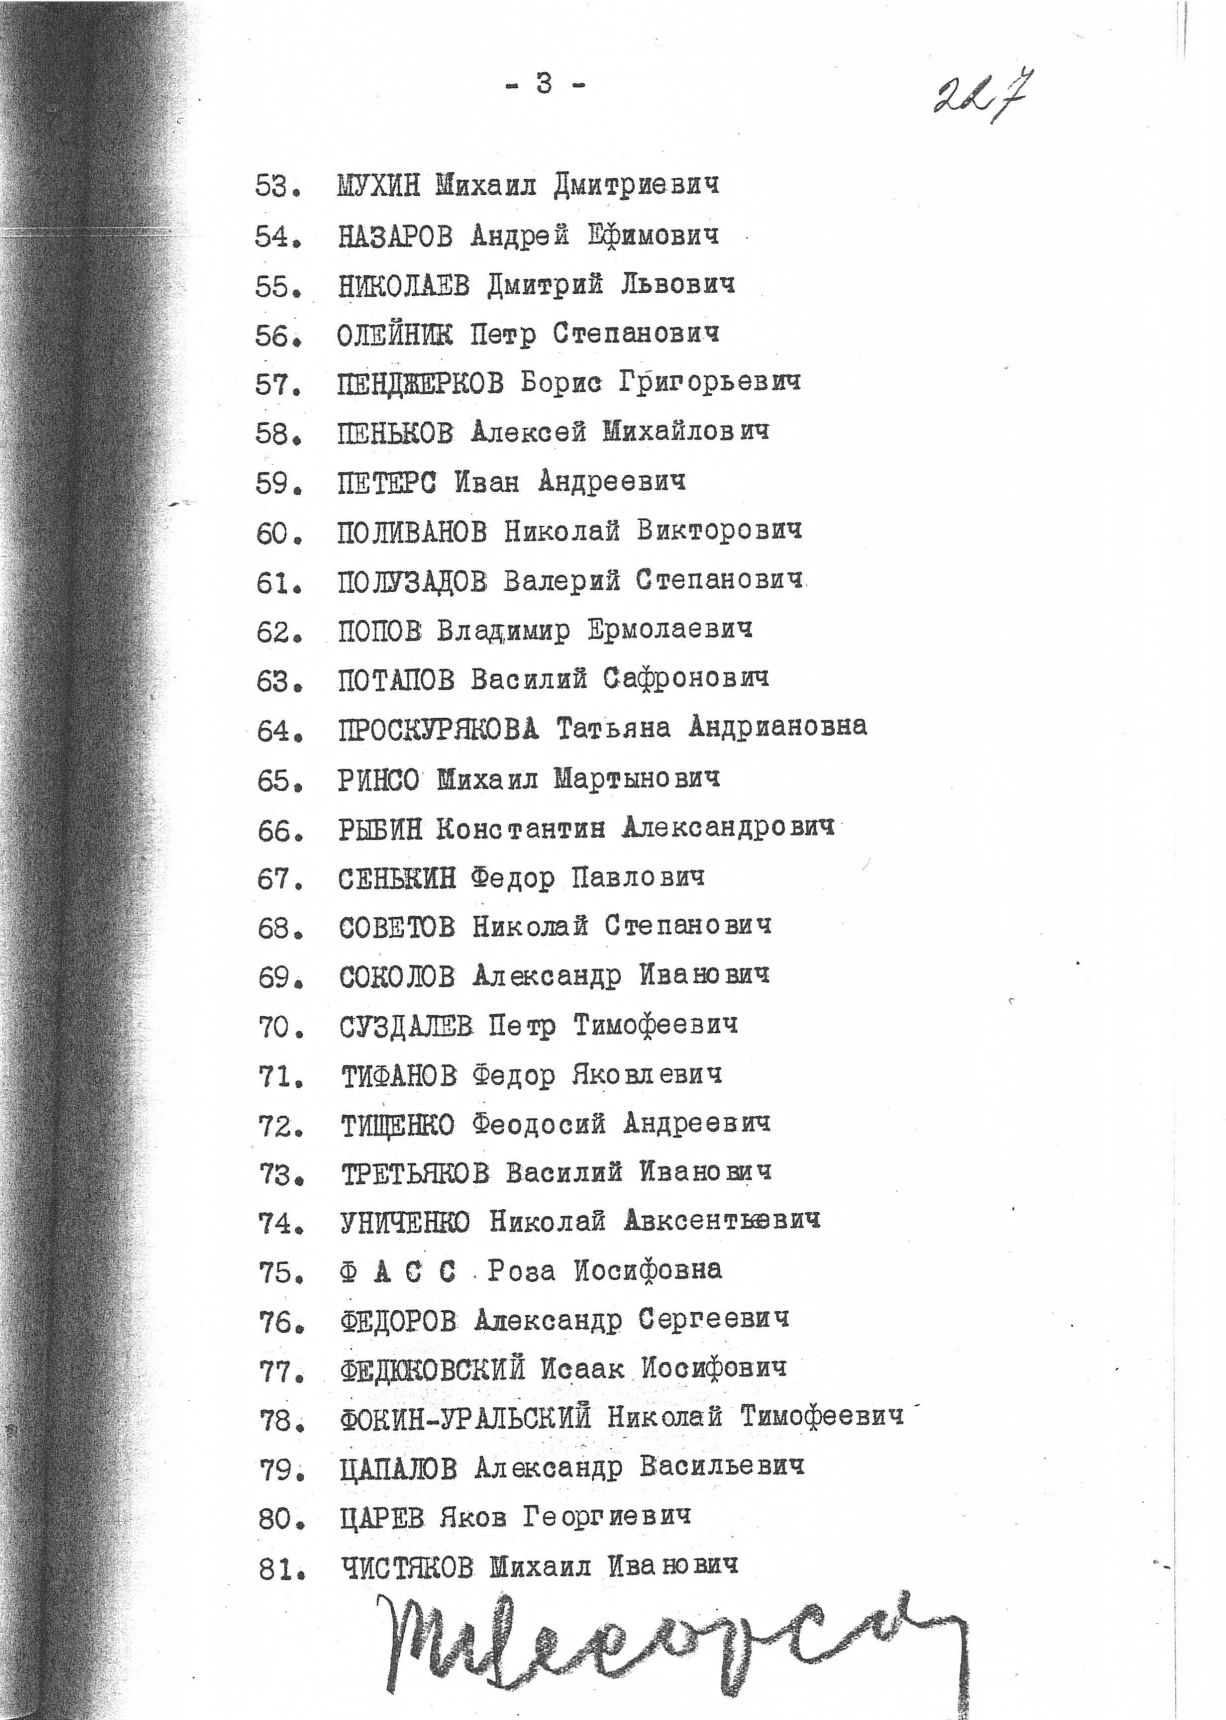 - 3 -
227
53. МУХИН Михаил Дмитриевич
54. НАЗАРОВ Андрей Ефимович
55. НИКОЛАЕВ Дмитрий Львович
56. ОЛЕЙНИК Петр Степанович
57. ПЕНДЖЕРКОВ Борис Григорьевич
58. ПЕНЬКОВ Алексей Михайлович
59. ПЕТЕРС Иван Андреевич
60. ПОЛИВАНОВ Николай Викторович
61. ПОЛУЗАДОВ Валерий Степанович
62. ПОПОВ Владимир Ермолаевич
63. ПОТАПОВ Василий Сафронович
64. ПРОСКУРЯКОВА Татьяна Андриановна
65. РИНСО Михаил Мартынович
66. РЫБИН Константин Александрович
67. СЕНЬКИН Федор Павлович
68. СОВЕТОВ Николай Степанович
69. СОКОЛОВ Александр Иванович
70. СУЗДАЛЕВ Петр Тимофеевич
71. ТИФАНОВ Федор Яковлевич
72. ТИЩЕНКО Феодосий Андреевич
73. ТРЕТЬЯКОВ Василий Иванович
74. УНИЧЕНКО Николай Авксентьевич
75. Ф А С С Роза Иосифовна
76. ФЕДОРОВ Александр Сергеевич
77. ФЕДЮКОВСКИЙ Исаак Иосифович
78. ФОКИН-УРАЛЬСКИЙ Николай Тимофеевич
79. ЦАПАЛОВ Александр Васильевич
80. ЦАРЕВ Яков Георгиевич
81. ЧИСТЯКОВ Михаил Иванович